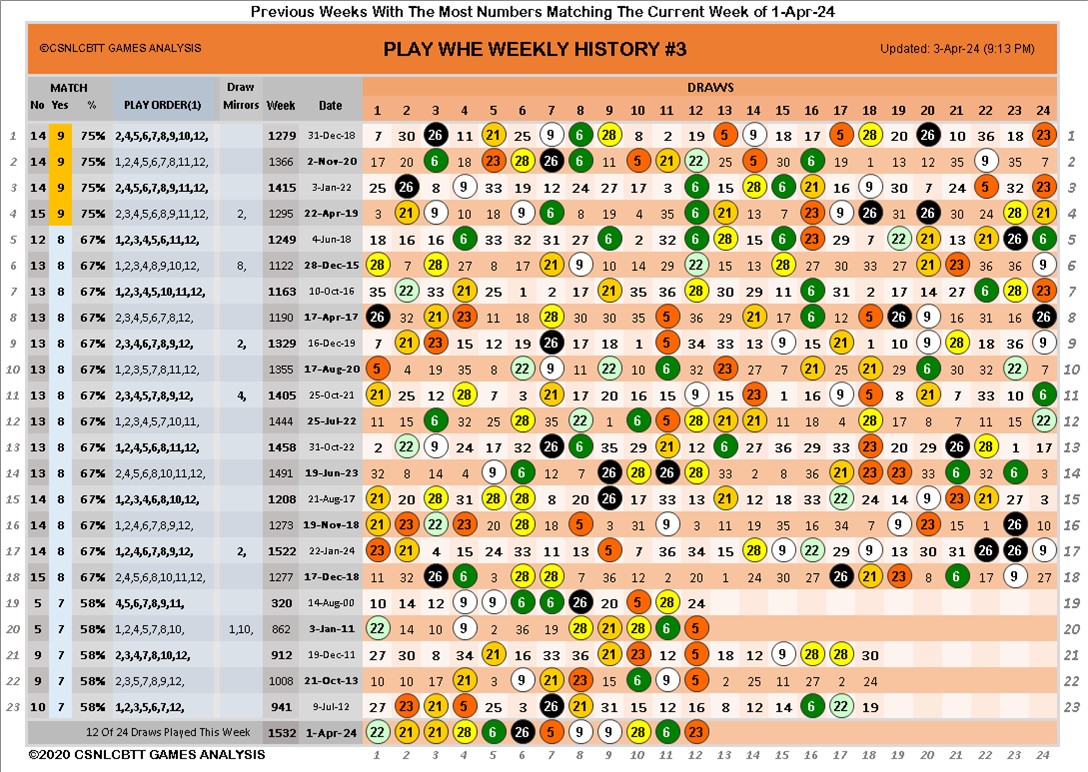 Previous Weeks With The Most Numbers Matching The Current Week of 1-Apr-24
©CSNLCBTT GAMES ANALYSIS PLAY WHE WEEKLY HISTORY #3 Updated: 3-Apr-24 (9:13 PM)
MATCH Draw DRAWS
No Yes % PLAY ORDER(1) Mirrors Week Date 1 2 3 4 5 6 7 8 9 10 11 12 13 14 15 16 17 18 19 20 21 22 23 24
1 14 9 75% 2,4,5,6,7,8,9,10,12, 1279 31-Dec-18 7 30 26 11 21 25 9 6 28 8 2 19 5 9 18 17 5 28 20 26 10 36 18 23 1
2 14 9 75% 1,2,4,5,6,7,8,11,12, 1366 2-Nov-20 17 20 6 18 5 28 26 6 11 5 21 22 14 5 30 6 19 1 13 12 35 9 35 7 2
3 14 9 75% 2,4,5,6,7,8,9,11,12, 1415 3-Jan-22 25 26 8 9 33 19 12 24 27 17 3 6 15 28 6 21 16 9 30 7 24 5 32 23 3
4 15 9 75% 2,3,4,5,6,8,9,11,12, 2, 1295 22-Apr-19 3 21 9 10 18 9 6 8 19 4 35 6 21 13 7 23 9 26 31 26 30 24 28 21 4
5 12 8 67% 1,2,3,4,5,6,11,12, 1249 4-Jun-18 18 16 16 6 33 32 31 27 6 2 32 6 28 15 6 23 29 7 22 21 13 21 26 6 5
6 13 8 67% 1,2,3,4,8,9,10,12, 8, 1122 28-Dec-15 28 7 28 27 8 17 21 9 10 14 29 22 15 13 28 27 30 33 27 21 23 36 36 9 6
7 13 8 67% 1,2,3,4,5,10,11,12, 1163 10-Oct-16 35 22 33 21 25 1 2 17 21 35 36 28 30 29 11 6 31 2 17 14 27 6 28 23 7
8 13 8 67% 2,3,4,5,6,7,8,12, 1190 17-Apr-17 26 32 21 23 11 18 28 30 30 31 5 36 29 21 17 6 12 5 26 9 16 31 16 26 8
9 13 8 67% 2,3,4,6,7,8,9,12, 2, 1329 16-Dec-19 7 21 23 15 12 19 26 17 18 1 5 34 33 15 9 15 21 1 10 9 28 18 36 9 9
10 13 8 67% 1,2,3,5,7,8,11,12, 1355 17-Aug-20 5 4 19 35 8 22 9 11 22 11 6 33 23 27 7 21 25 21 30 6 30 32 22 7 10
11 13 8 67% 2,3,4,5,7,8,9,12, 4, 1405 25-Oct-21 21 25 12 28 7 3 21 17 20 16 15 9 15 23 1 16 9 5 8 21 7 33 10 6 11
12 13 8 67% 1,2,3,4,5,7,10,11, 1444 25-Jul-22 11 15 6 32 25 28 35 22 1 6 5 28 21 21 11 18 4 28 17 8 7 11 24 22 12
13 13 8 67% 1,2,4,5,6,8,11,12, 1458 31-Oct-22 2 22 9 24 17 32 26 6 35 29 21 12 6 27 36 29 33 23 20 29 26 28 1 17 13
14 13 8 67% 2,4,5,6,8,10,11,12, 1491 19-Jun-23 32 8 14 4 9 6 12 7 26 28 26 28 33 2 8 36 21 23 23 33 6 32 6 3 14
15 14 8 67% 1,2,3,4,6,8,10,12, 1208 21-Aug-17 21 20 28 31 28 28 8 20 26 17 33 13 21 12 18 33 22 24 14 9 23 21 27 3 15
16 14 8 67% 1,2,4,6,7,8,9,12, 1273 19-Nov-18 21 23 22 23 20 28 18 5 3 31 9 3 11 19 35 16 34 7 9 23 15 1 26 10 16
17 14 8 67% 1,2,4,6,7,8,9,12, 2, 1522 22-Jan-24 23 21 4 15 24 33 11 13 5 7 36 34 15 28 9 22 29 9 13 30 31 26 26 9 17
18 15 8 67% 2,4,5,6,8,10,11,12, 1277 17-Dec-18 11 32 26 6 3 28 28 7 36 12 2 20 1 24 30 27 26 21 23 8 6 17 9 27 18
19 5 7 58% 4,5,6,7,8,9,11, 320 14-Aug-00 10 14 12 9 9 6 6 26 20 5 28 24 19
20 5 7 58% 1,2,4,5,7,8,10, 1,10, 862 3-Jan-11 22 14 10 9 2 36 19 28 21 28 6 5 20
21 9 7 58% 2,3,4,7,8,10,12, 912 19-Dec-11 27 30 8 34 21 16 33 36 21 23 12 5 18 12 9 28 28 30 21
22 9 7 58% 2,3,5,7,8,9,12, 1008 21-Oct-13 10 10 17 21 3 9 21 23 15 6 9 5 2 25 11 27 2 24 22
23 10 7 58% 1,2,3,5,6,7,12, 941 9-Jul-12 27 23 21 5 25 3 26 21 31 15 12 16 8 12 14 6 22 19 23
12 Of 24 Draws Played This Week 1532 1-Apr-24 22 21 21 28 6 26 5 9 9 28 6 23
©2020 CSNLCBTT GAMES ANALYSIS 1 2 3 4 5 6 7 8 9 10 11 12 13 14 15 16 17 18 19 20 21 22 23 24